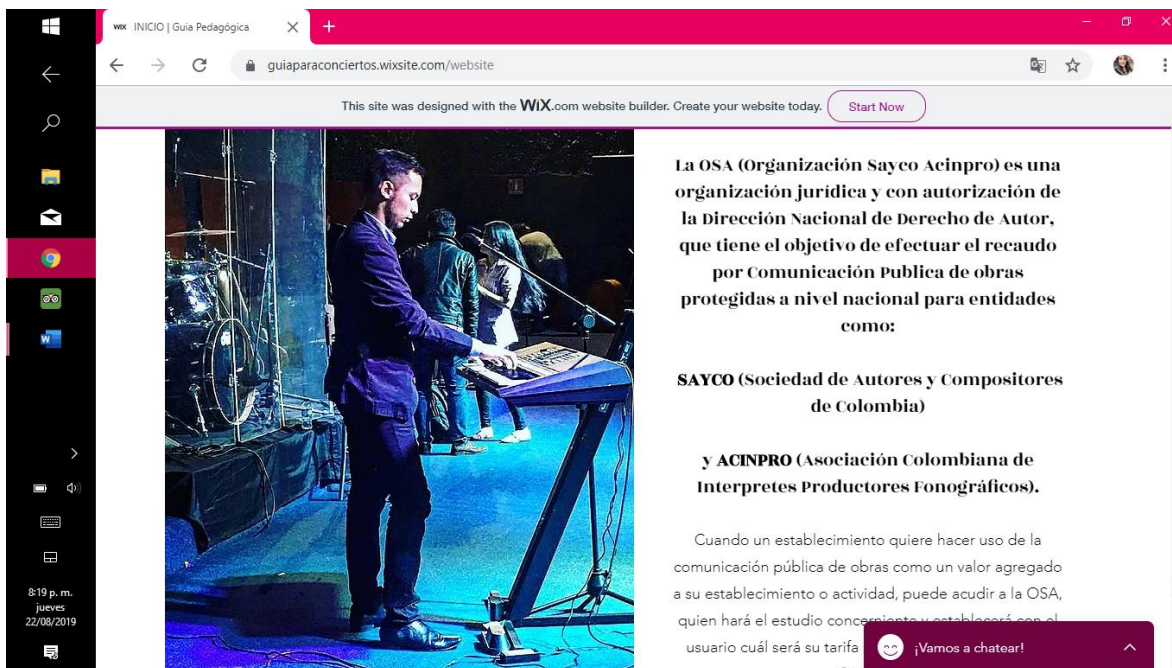 WiX INICIO | Guia Pedagógica
guiaparaconciertos.wixsite.com/website
This site was designed with the WiX.com website builder. Create your website today. Start Now
La OSA (Organización Sayco Acinpro) es una
organización jurídica y con autorización de
la Dirección Nacional de Derecho de Autor,
que tiene el objetivo de efectuar el recaudo
por Comunicación Publica de obras
protegidas a nivel nacional para entidades
como:
SAYCO (Sociedad de Autores y Compositores
de Colombia)
y ACINPRO (Asociación Colombiana de
Interpretes Productores Fonográficos).
Cuando un establecimiento quiere hacer uso de la
comunicación pública de obras como un valor agregado
a su establecimiento o actividad, puede acudir a la OSA,
quien hará el estudio concerniente y establecerá con el
usuario cuál será su tarifa
¡Vamos a chatear!
8:19 p. m.
jueves
22/08/2019